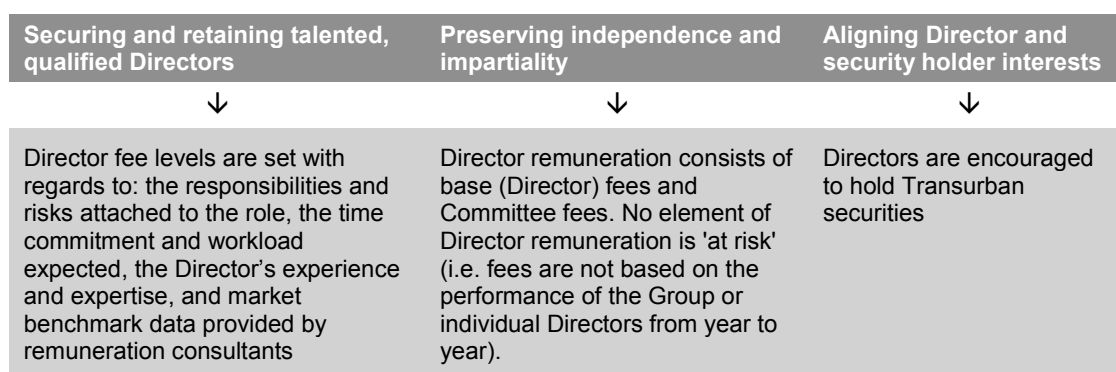 Securing and retaining talented,
qualified Directors
Preserving independence and
impartiality
Aligning Director and
security holder interests
↓
↓
↓
Director fee levels are set with
regards to: the responsibilities and
risks attached to the role, the time
commitment and workload
expected, the Director’s experience
and expertise, and market
benchmark data provided by
remuneration consultants
Director remuneration consists of
base (Director) fees and
Committee fees. No element of
Director remuneration is 'at risk'
(i.e. fees are not based on the
performance of the Group or
individual Directors from year to
year).
Directors are encouraged
to hold Transurban
securities